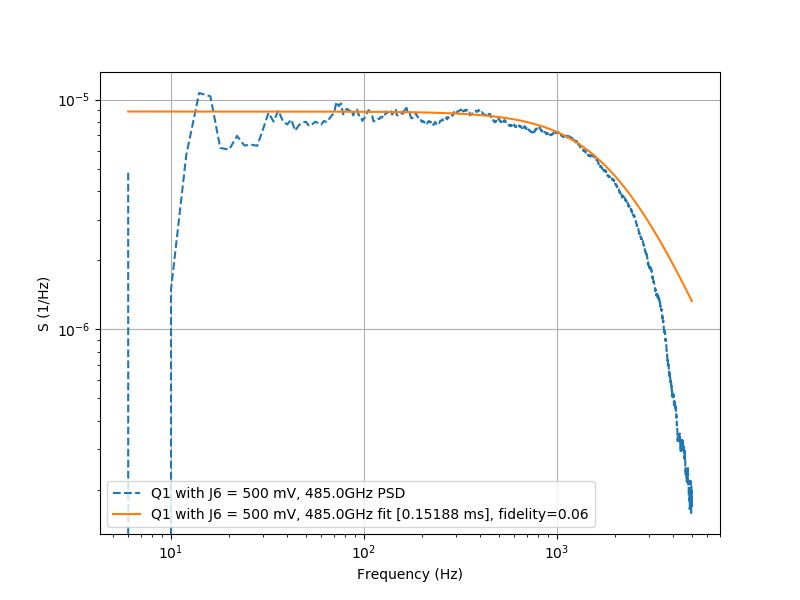 10⁻⁵
10⁻⁶
S (1/Hz)
Q1 with J6 = 500 mV, 485.0GHz PSD
Q1 with J6 = 500 mV, 485.0GHz fit [0.15188 ms], fidelity=0.06
10¹ 10² 10³
Frequency (Hz)